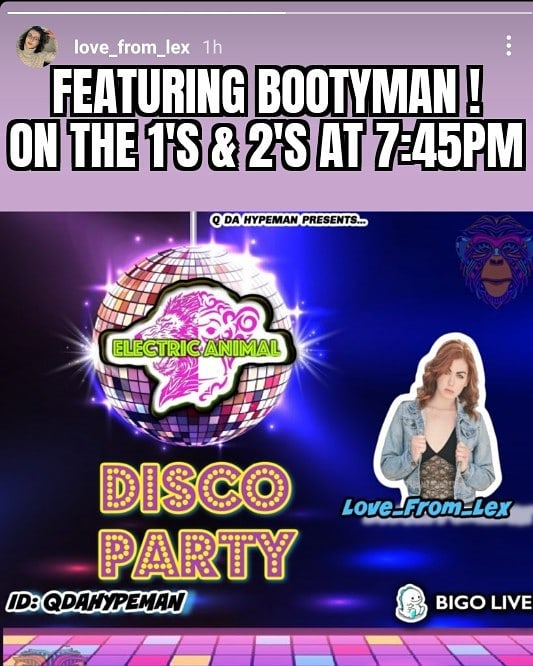 love_from_lex 1h
FEATURING BOOTYMAN !
ON THE 1'S & 2'S AT 7:45PM
Q DA HYPEMAN PRESENTS...
ELECTRIC ANIMAL
DISCO
PARTY
Love_From_Lex
ID: QDAHYPEMAN
BIGO LIVE